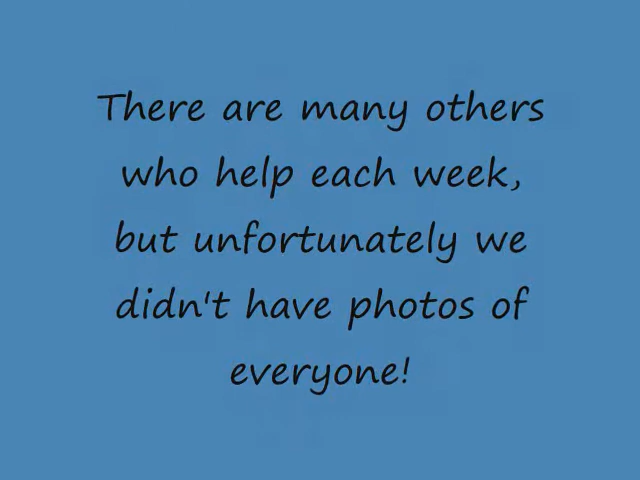 There are many others
who help each week,
but unfortunately we
didn't have photos of
everyone!